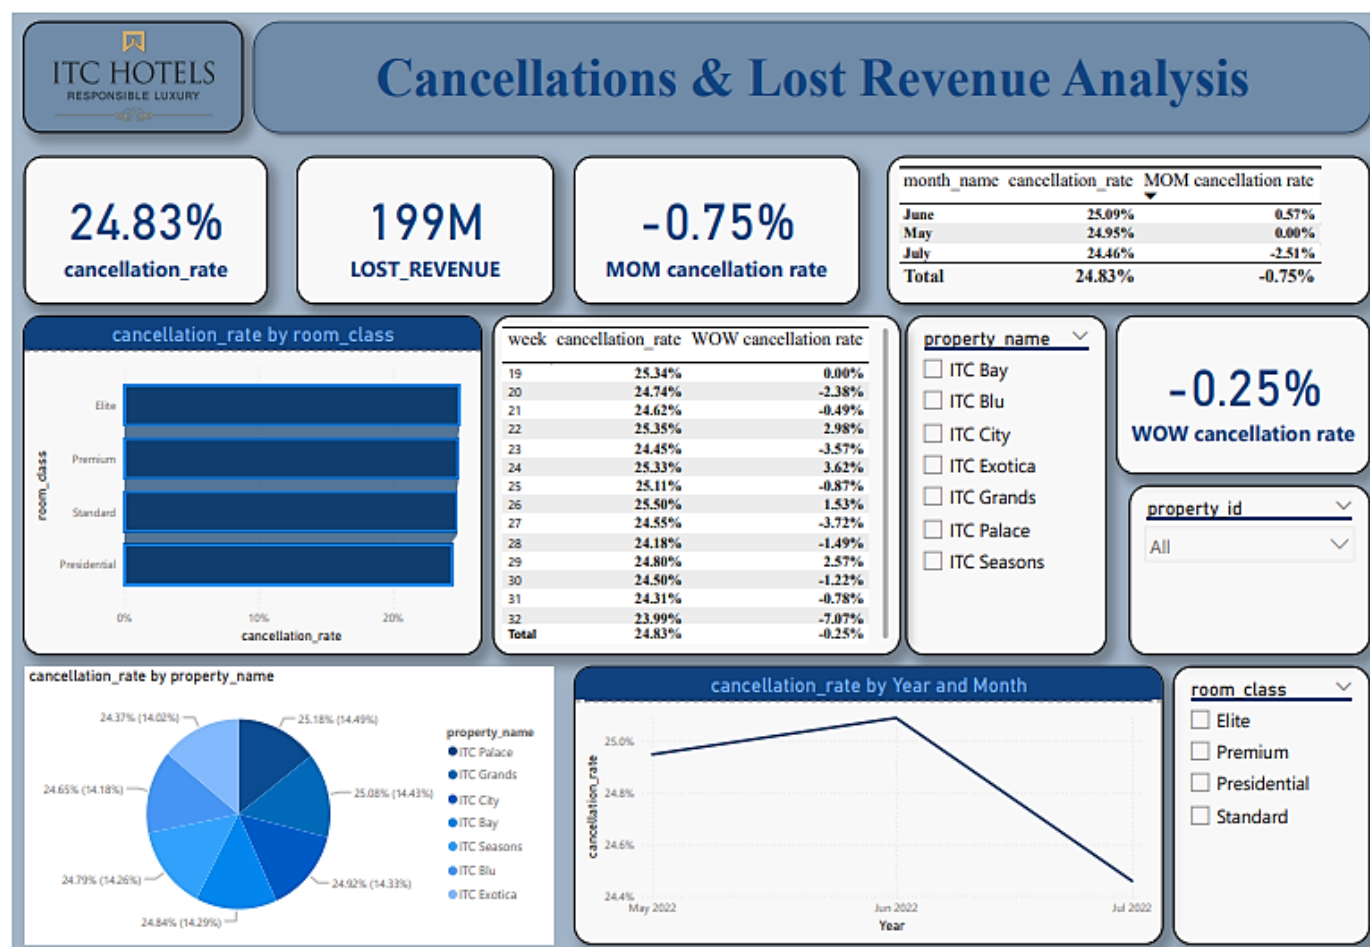 ITC HOTELS
RESPONSIBLE LUXURY
Cancellations & Lost Revenue Analysis
24.83%
cancellation_rate
199M
LOST_REVENUE
-0.75%
MOM cancellation rate
month_name cancellation_rate MOM cancellation rate
June 25.09% 0.57%
May 24.95% 0.00%
July 24.46% -2.51%
Total 24.83% -0.75%
cancellation_rate by room_class
room_class
Elite
Premium
Standard
Presidential
0% 10% 20%
cancellation_rate
week cancellation_rate WOW cancellation rate
19 25.34% 0.00%
20 24.74% -2.38%
21 24.62% -0.49%
22 25.35% 2.98%
23 24.45% -3.57%
24 25.33% 3.62%
25 25.11% -0.87%
26 25.50% 1.53%
27 24.55% -3.72%
28 24.18% -1.49%
29 24.80% 2.57%
30 24.50% -1.22%
31 24.31% -0.78%
32 23.99% -7.07%
Total 24.83% -0.25%
property_name
ITC Bay
ITC Blu
ITC City
ITC Exotica
ITC Grands
ITC Palace
ITC Seasons
-0.25%
WOW cancellation rate
property_id
All
cancellation_rate by property_name
24.37% (14.02%)
25.18% (14.49%)
24.65% (14.18%)
25.08% (14.43%)
24.79% (14.26%)
24.92% (14.33%)
24.84% (14.29%)
property_name
ITC Palace
ITC Grands
ITC City
ITC Bay
ITC Seasons
ITC Blu
ITC Exotica
cancellation_rate by Year and Month
cancellation_rate
25.0%
24.8%
24.6%
24.4%
May 2022 Jun 2022 Jul 2022
Year
room_class
Elite
Premium
Presidential
Standard